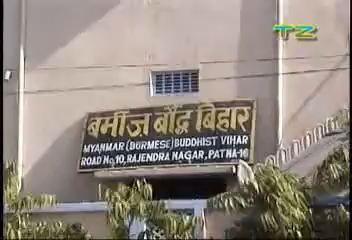 TZ
बर्मीज बौद्ध बिहार
MYANMAR (BURMESE) BUDDHIST VIHAR
ROAD No 10, RAJENDRA NAGAR, PATNA-16